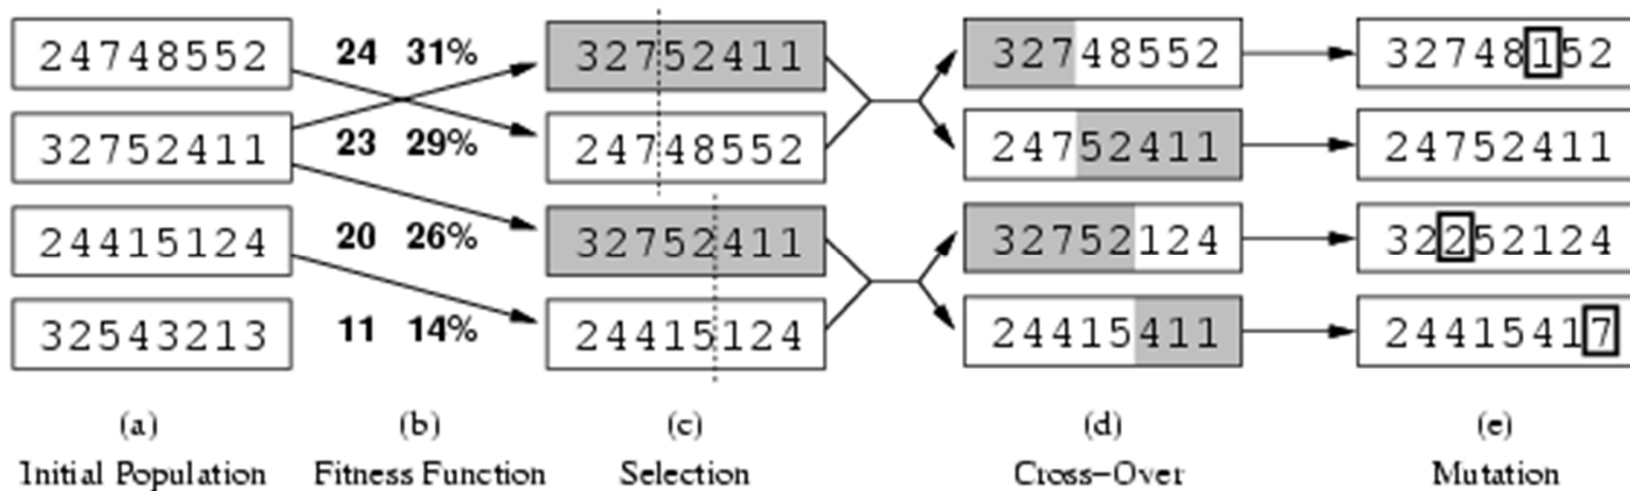 24748552 24 31% 32752411 32748552 32748152
32752411 23 29% 24748552 24752411 24752411
24415124 20 26% 32752411 32752124 32252124
32543213 11 14% 24415124 24415411 24415417
(a) (b) (c) (d) (e)
Initial Population Fitness Function Selection Cross–Over Mutation